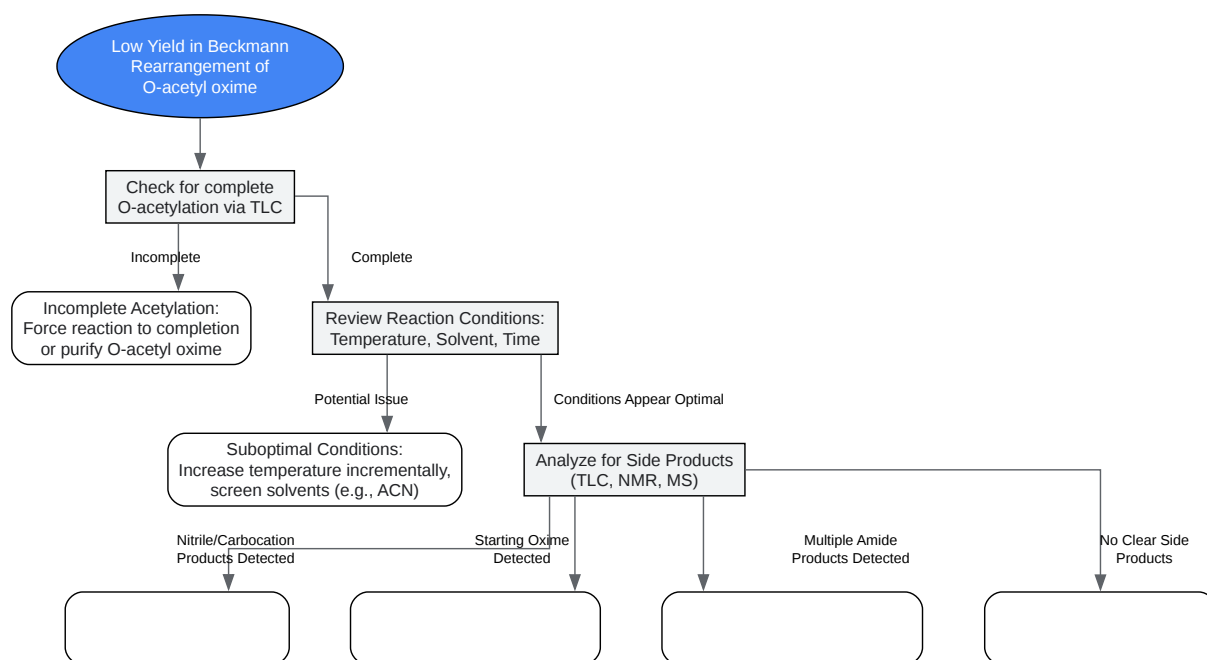 Low Yield in Beckmann
Rearrangement of
O-acetyl oxime
Check for complete
O-acetylation via TLC
Incomplete
Complete
Incomplete Acetylation:
Force reaction to completion
or purify O-acetyl oxime
Review Reaction Conditions:
Temperature, Solvent, Time
Potential Issue
Conditions Appear Optimal
Suboptimal Conditions:
Increase temperature incrementally,
screen solvents (e.g., ACN)
Analyze for Side Products
(TLC, NMR, MS)
Nitrile/Carbocation
Products Detected
Starting Oxime
Detected
Multiple Amide
Products Detected
No Clear Side
Products